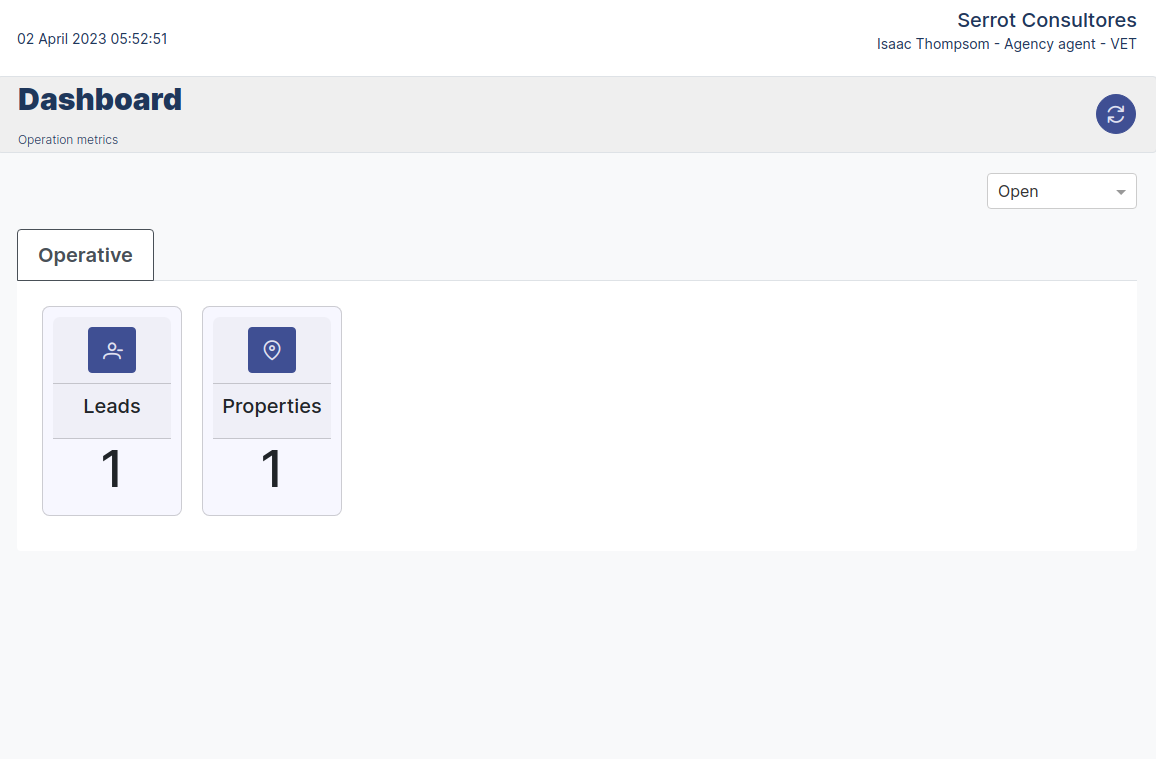 Serrot Consultores
02 April 2023 05:52:51
Isaac Thompsom - Agency agent - VET
Dashboard
Operation metrics
Open
Operative
Leads
Properties
1
1